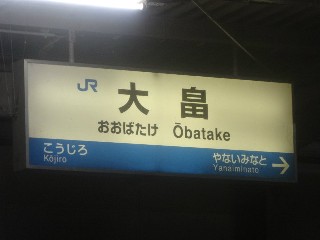 JR 大畠
おおばたけ Ōbatake
こうじろ やないみなと
Kōjiro Yanaiminato →